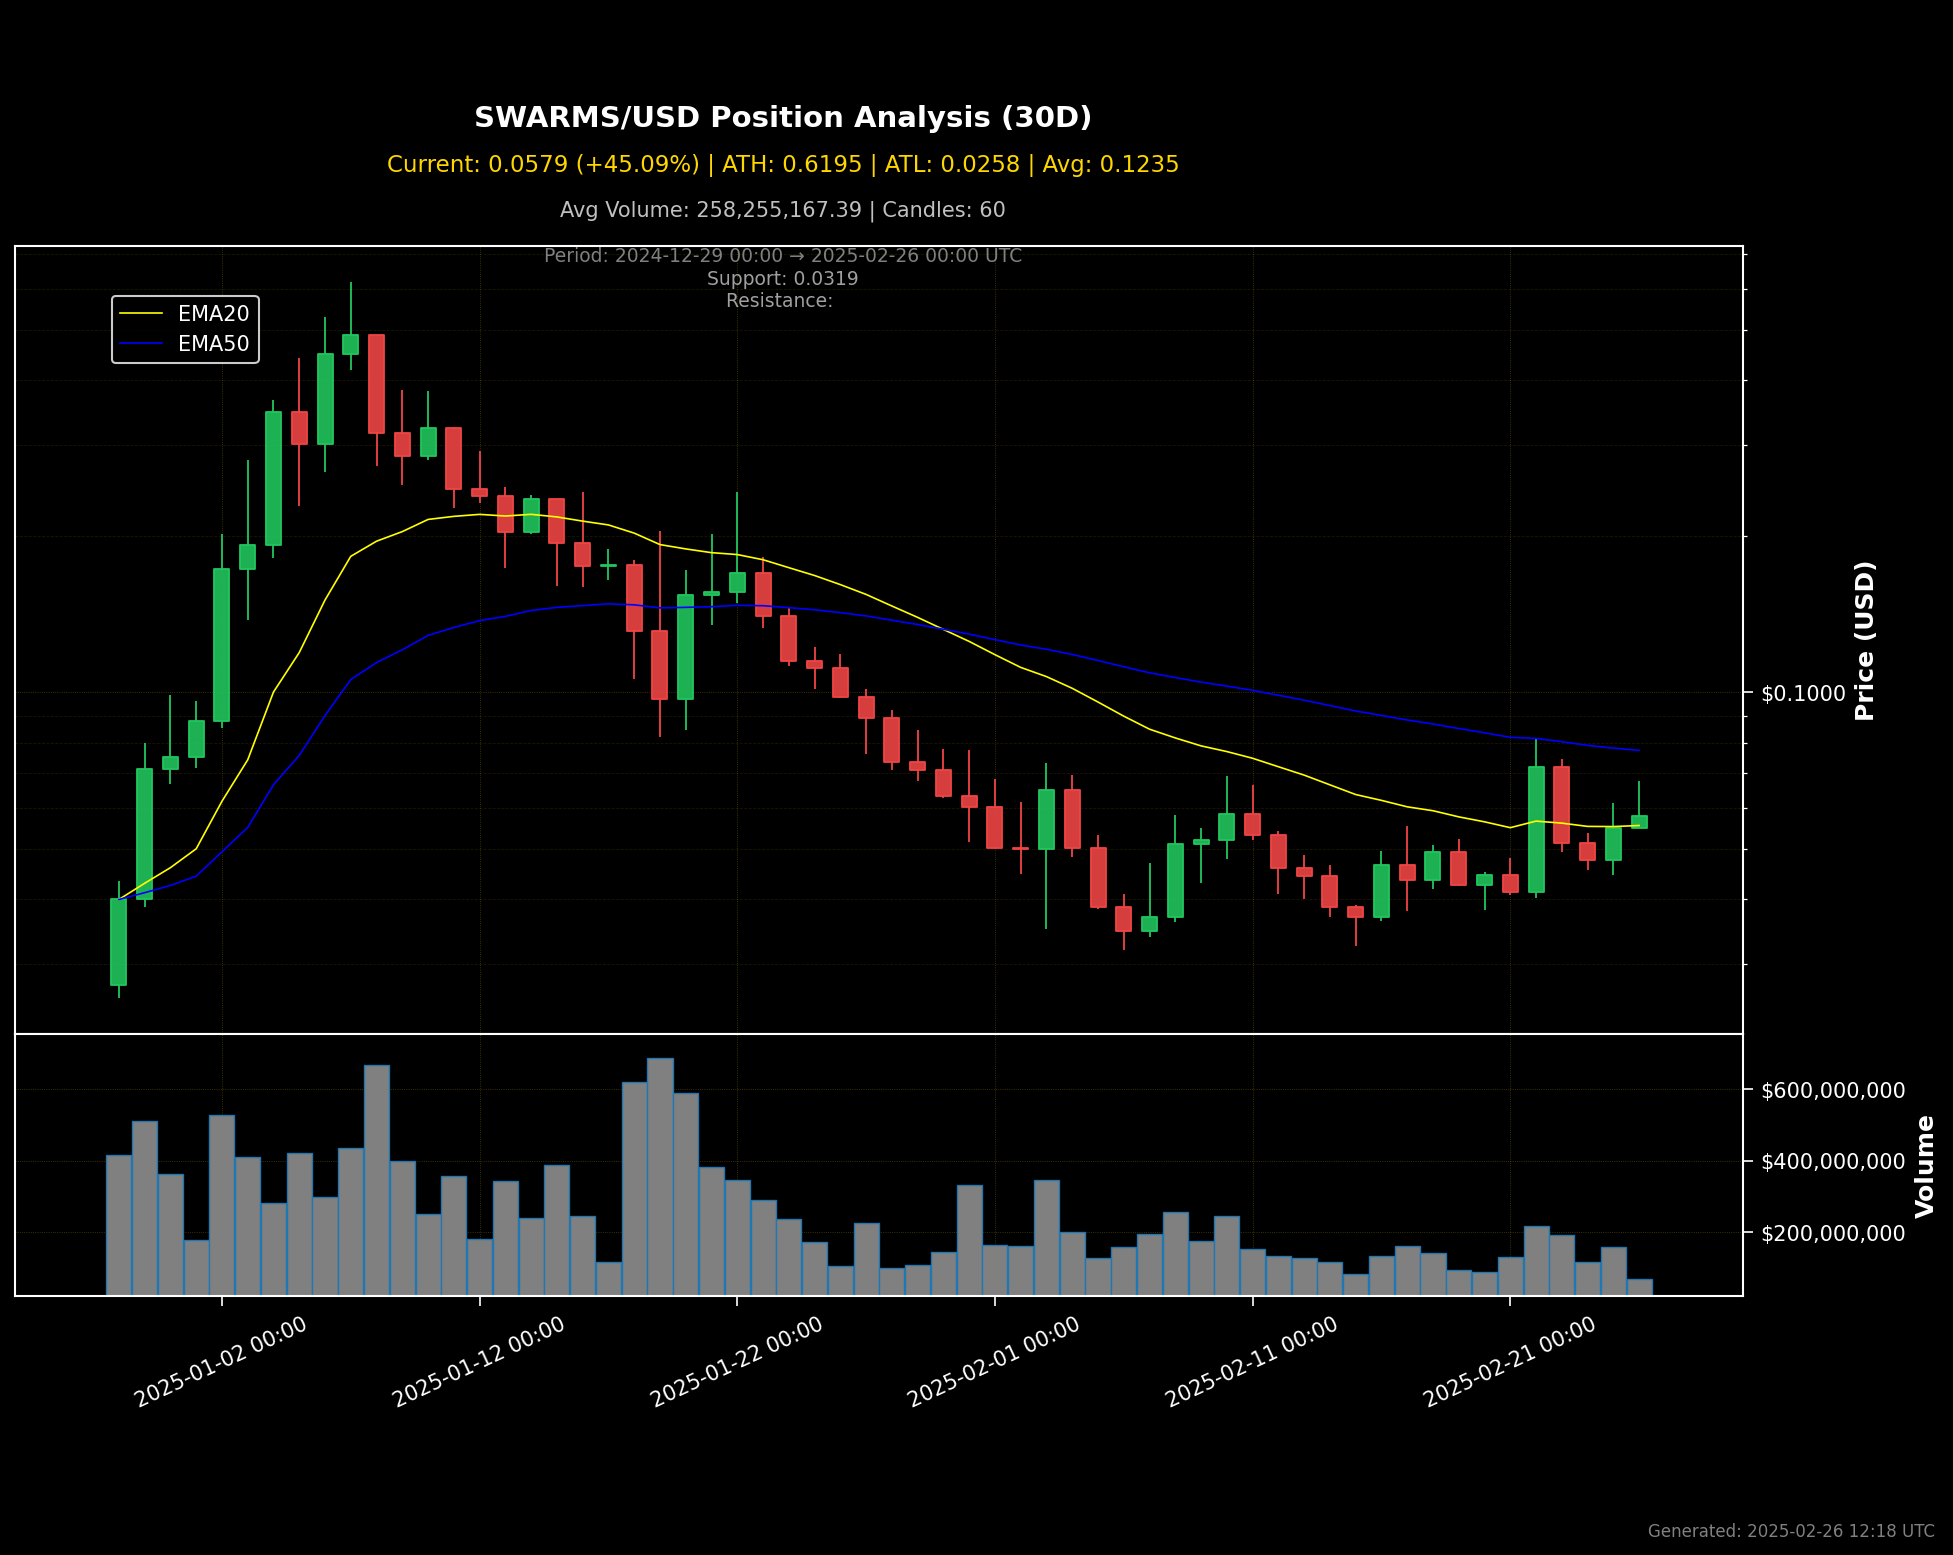 SWARMS/USD Position Analysis (30D)
Current: 0.0579 (+45.09%) | ATH: 0.6195 | ATL: 0.0258 | Avg: 0.1235
Avg Volume: 258,255,167.39 | Candles: 60
Period: 2024-12-29 00:00 → 2025-02-26 00:00 UTC
Support: 0.0319
Resistance:
EMA20
EMA50
$0.1000
Price (USD)
$600,000,000
$400,000,000
$200,000,000
Volume
2025-01-02 00:00
2025-01-12 00:00
2025-01-22 00:00
2025-02-01 00:00
2025-02-11 00:00
2025-02-21 00:00
Generated: 2025-02-26 12:18 UTC